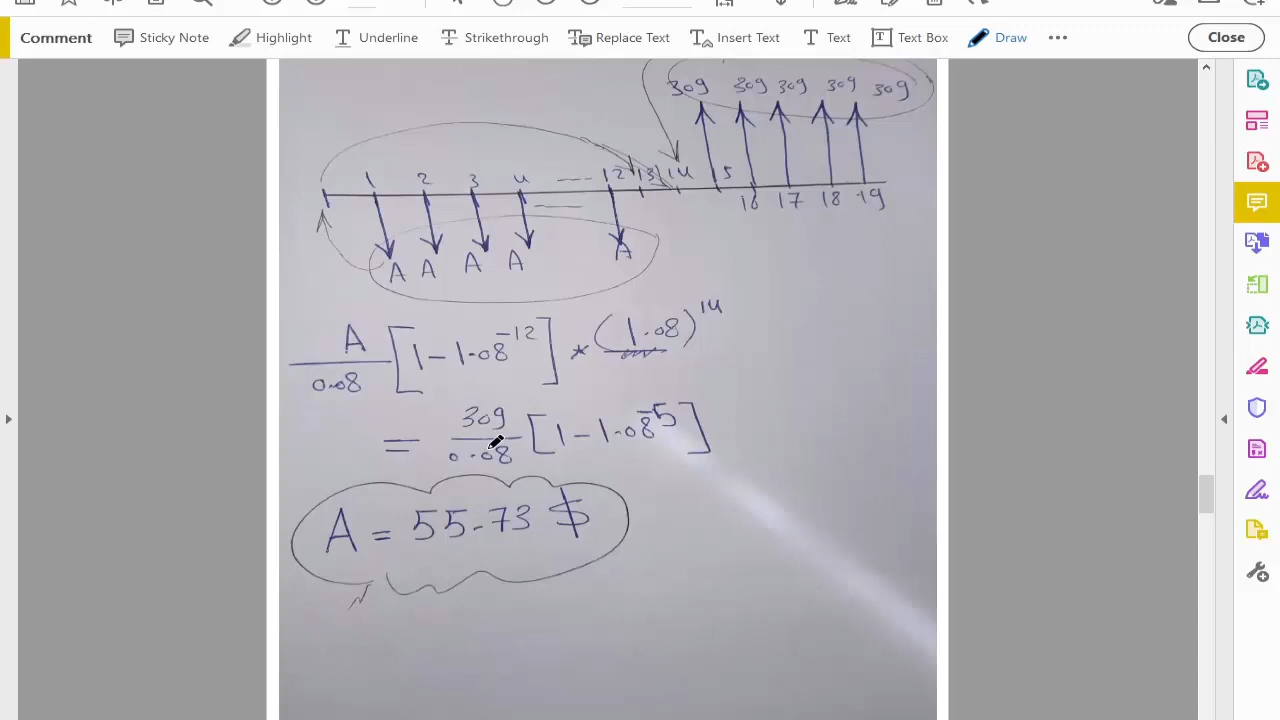 Comment Sticky Note Highlight Underline Strikethrough Replace Text Insert Text Text Text Box Draw Close
309 309 309 309 309
1 2 3 4 ---- 12 13 14 15
16 17 18 19
A A A A A
A/0.08 [1 - 1.08^-12] * (1.08)^14
= 309/0.08 [1 - 1.08^-5]
A = 55.73 $